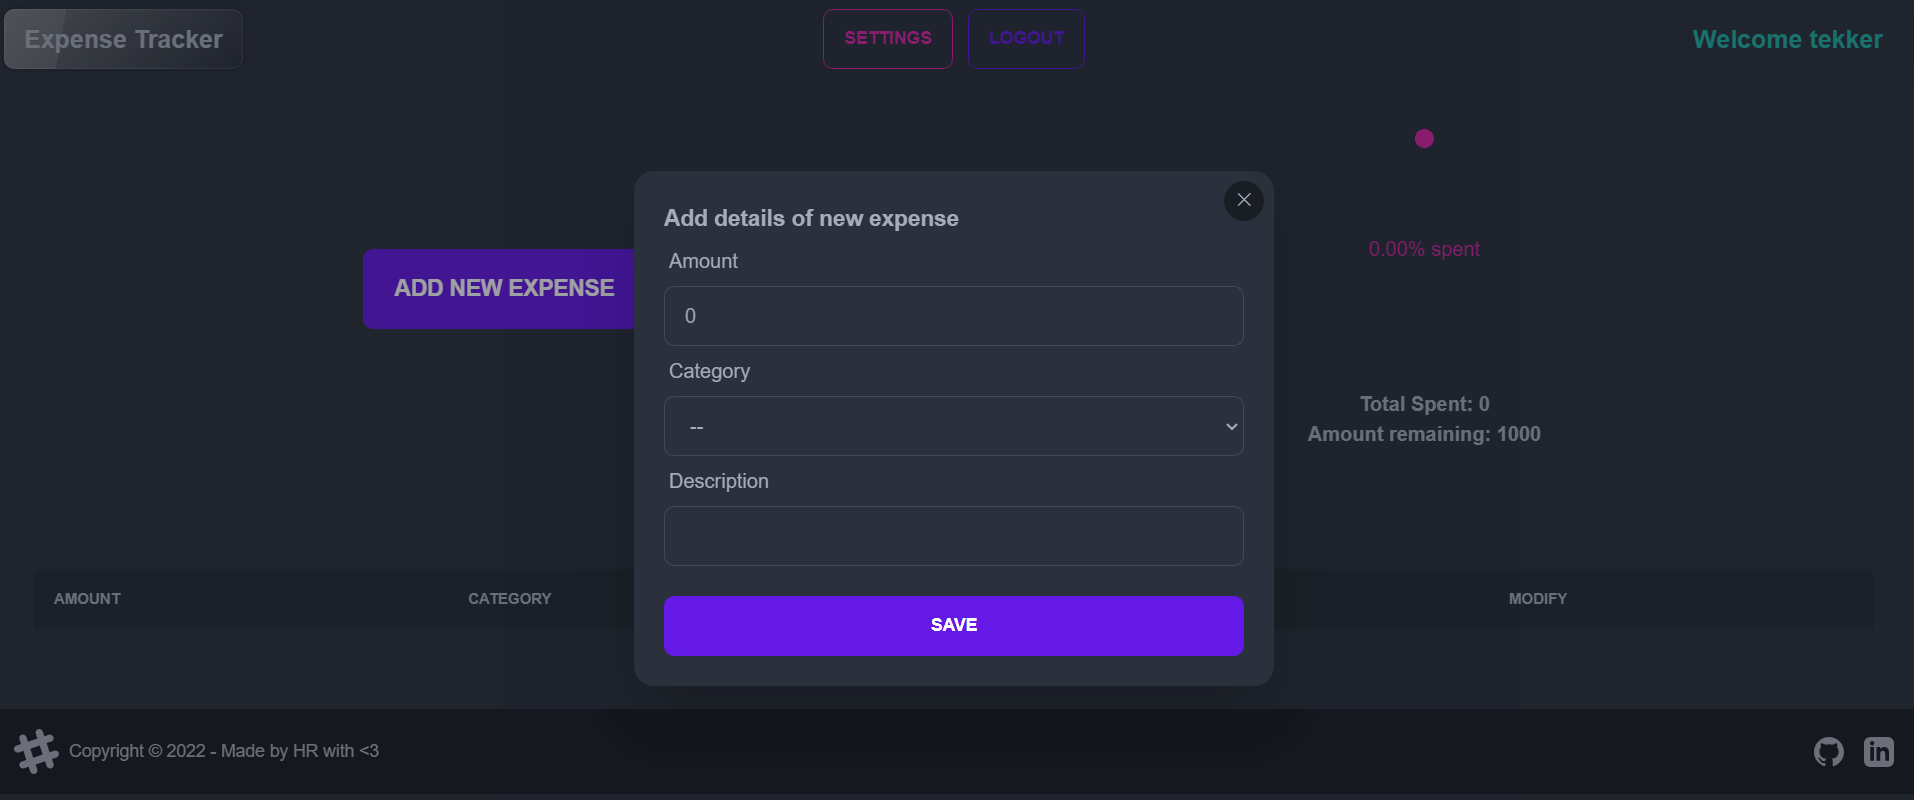 Expense Tracker
SETTINGS
LOGOUT
Welcome tekker
Add details of new expense
Amount
0
Category
--
Description
SAVE
ADD NEW EXPENSE
0.00% spent
Total Spent: 0
Amount remaining: 1000
AMOUNT
CATEGORY
MODIFY
Copyright © 2022 - Made by HR with <3
in